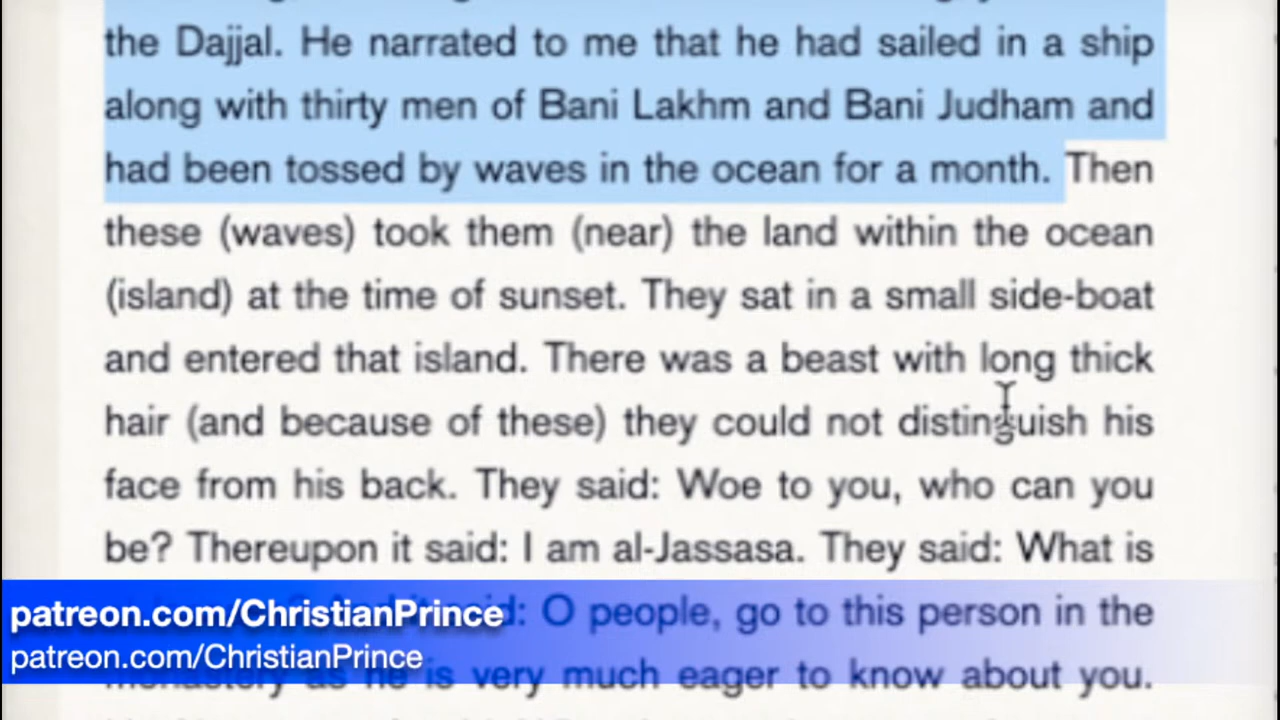 the Dajjal. He narrated to me that he had sailed in a ship
along with thirty men of Bani Lakhm and Bani Judham and
had been tossed by waves in the ocean for a month. Then
these (waves) took them (near) the land within the ocean
(island) at the time of sunset. They sat in a small side-boat
and entered that island. There was a beast with long thick
hair (and because of these) they could not distinguish his
face from his back. They said: Woe to you, who can you
be? Thereupon it said: I am al-Jassasa. They said: What is
O people, go to this person in the
patreon.com/ChristianPrince
patreon.com/ChristianPrince
monastery as he is very much eager to know about you.